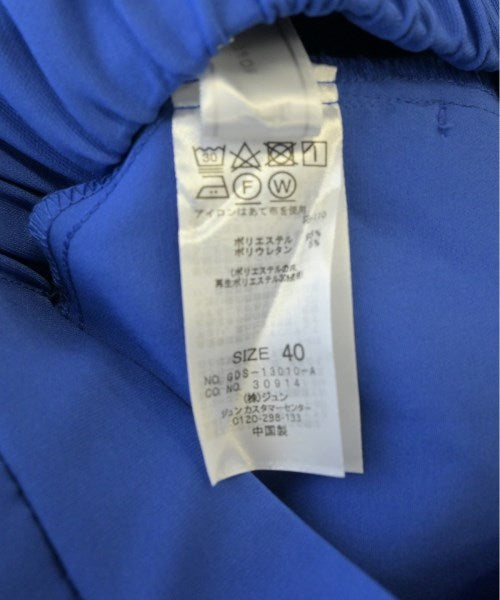 30
F W
アイロンはあて布を使用
ポリエステル 95%
ポリウレタン 5%
(ポリエステルの内
再生ポリエステル
SIZE 40
NO. GDS-13010-A
CO. NO. 30914
(株)ジュン
ジュンカスタマーセンター
0120-298-133
中国製